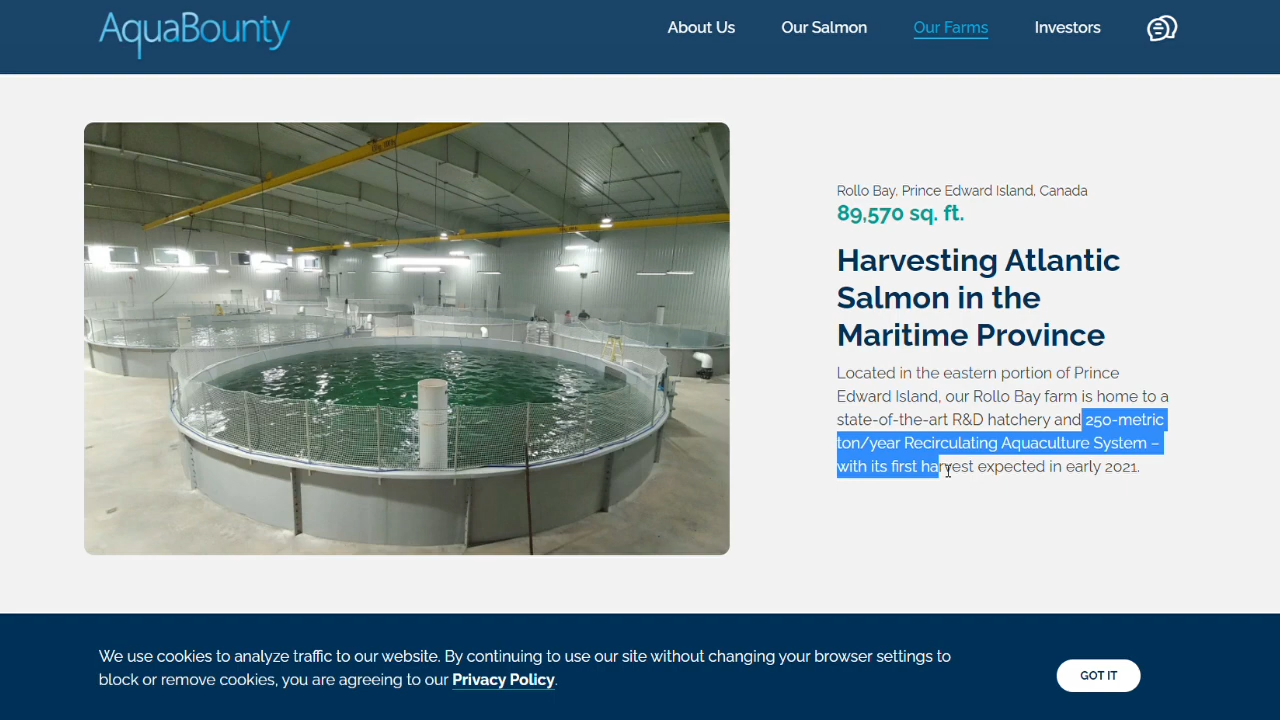 AquaBounty
About Us
Our Salmon
Our Farms
Investors
Rollo Bay, Prince Edward Island, Canada
89,570 sq. ft.
Harvesting Atlantic
Salmon in the
Maritime Province
Located in the eastern portion of Prince
Edward Island, our Rollo Bay farm is home to a
state-of-the-art R&D hatchery and 250-metric
ton/year Recirculating Aquaculture System –
with its first harvest expected in early 2021.
We use cookies to analyze traffic to our website. By continuing to use our site without changing your browser settings to
block or remove cookies, you are agreeing to our Privacy Policy.
GOT IT